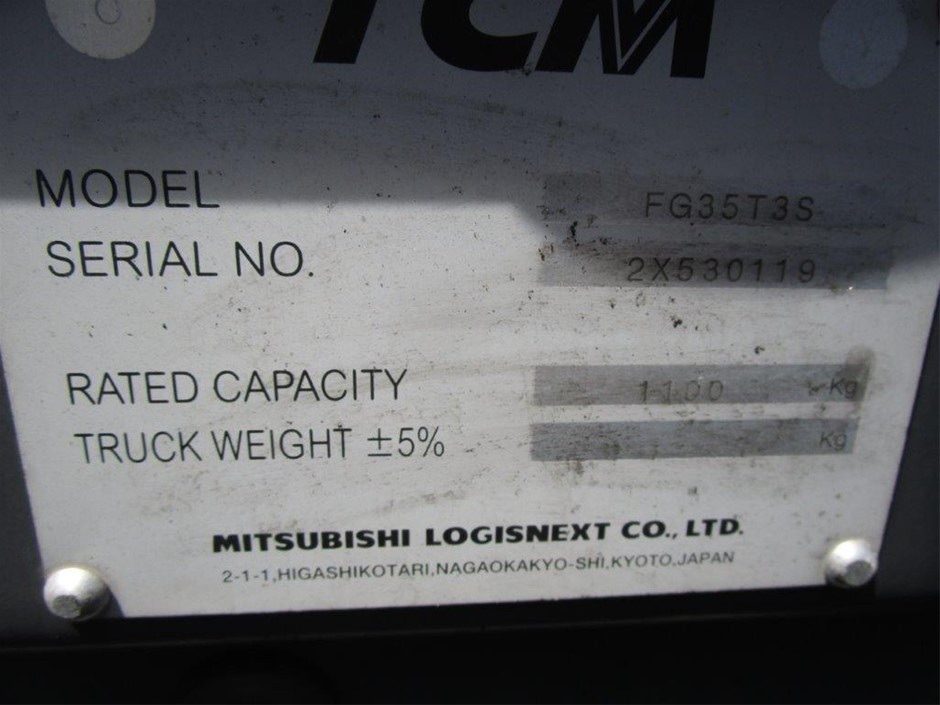 TCM
MODEL FG35T3S
SERIAL NO. 2X530119
RATED CAPACITY 1100 Kg
TRUCK WEIGHT ±5% Kg
MITSUBISHI LOGISNEXT CO., LTD.
2-1-1,HIGASHIKOTARI,NAGAOKAKYO-SHI,KYOTO,JAPAN